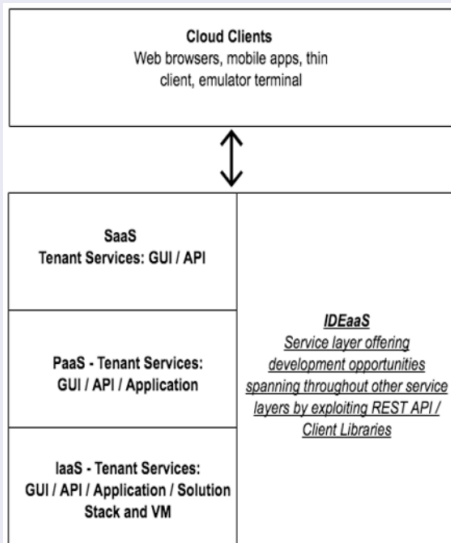 Cloud Clients
Web browsers, mobile apps, thin
client, emulator terminal
SaaS
Tenant Services: GUI / API
PaaS - Tenant Services:
GUI / API / Application
IaaS - Tenant Services:
GUI / API / Application / Solution
Stack and VM
IDEaaS
Service layer offering
development opportunities
spanning throughout other service
layers by exploiting REST API /
Client Libraries